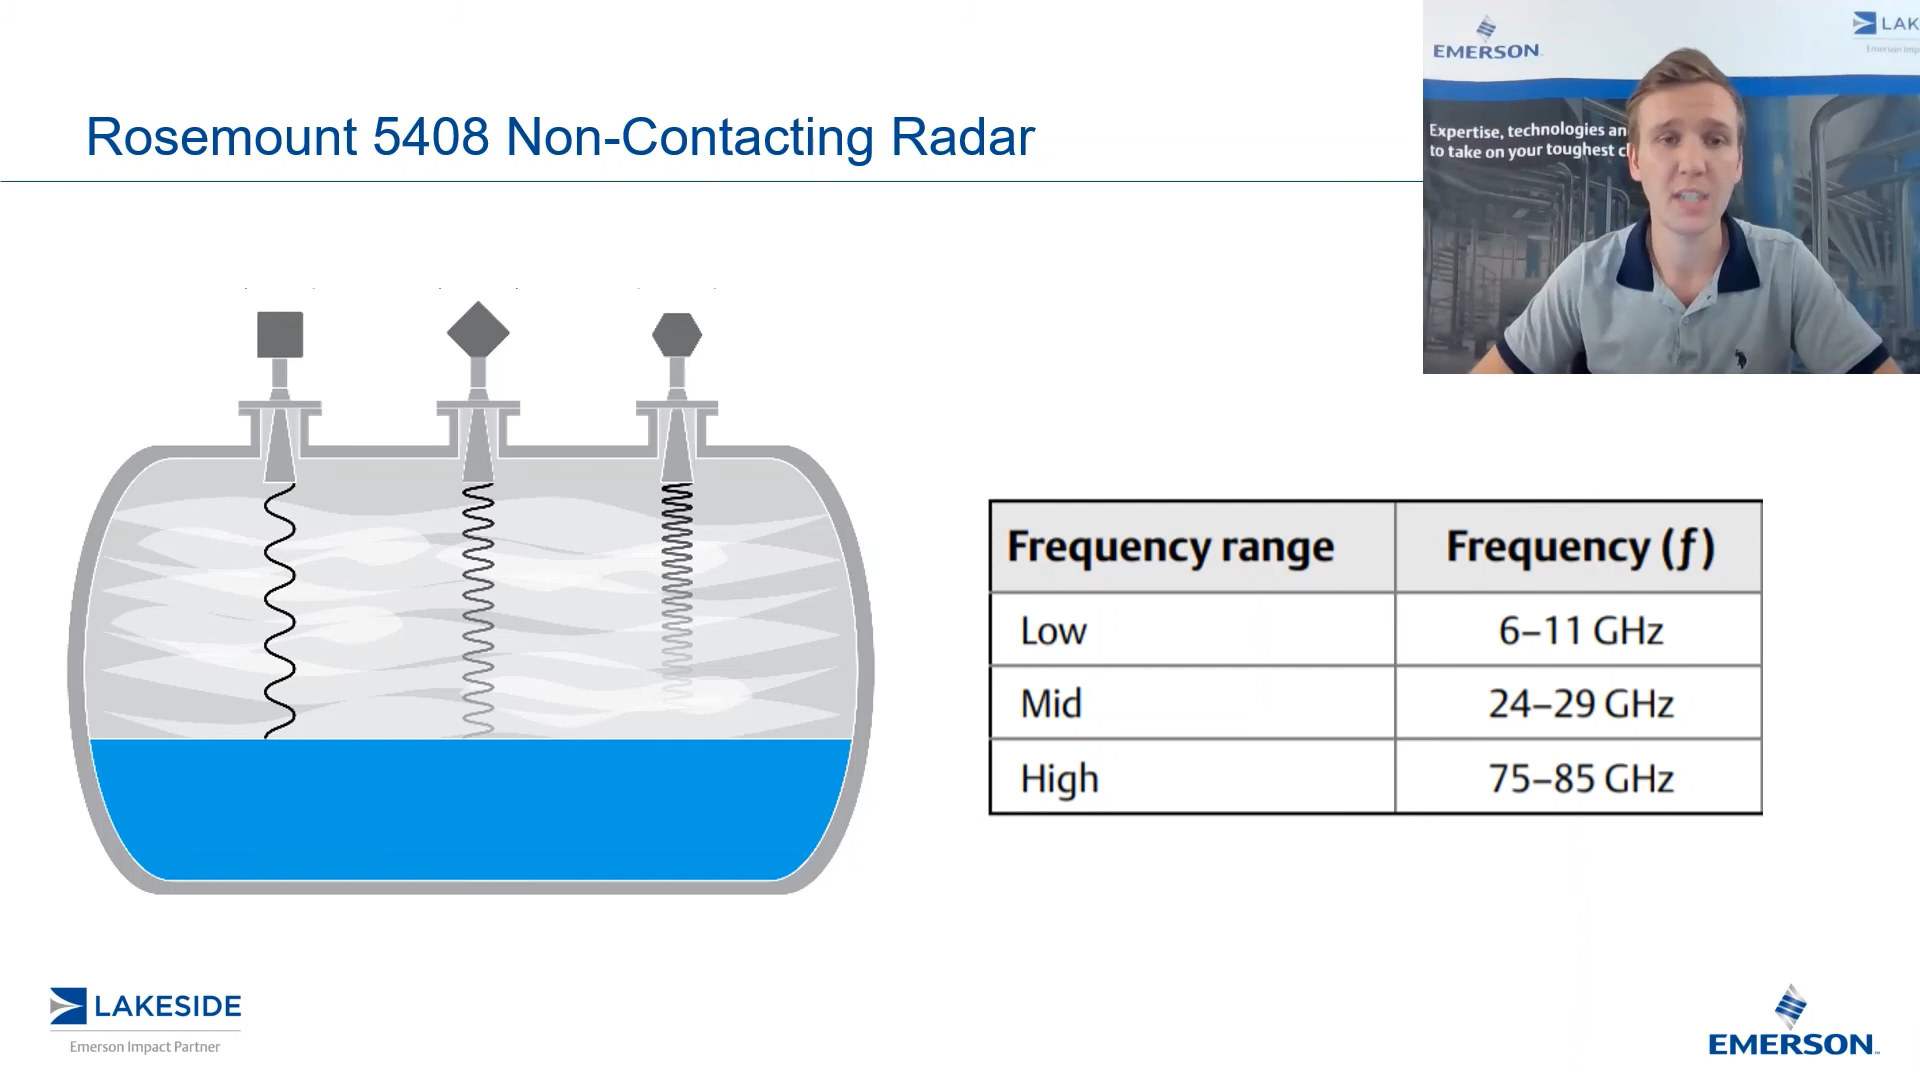 Rosemount 5408 Non-Contacting Radar
EMERSON
LAK
Expertise, technologies an
to take on your toughest c
Frequency range
Frequency (ƒ)
Low
6–11 GHz
Mid
24–29 GHz
High
75–85 GHz
LAKESIDE
Emerson Impact Partner
EMERSON™